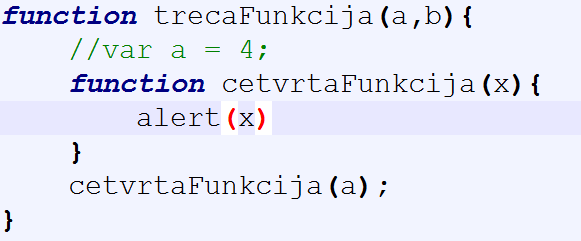 function trecaFunkcija(a,b){
    //var a = 4;
    function cetvrtaFunkcija(x){
        alert(x)
    }
    cetvrtaFunkcija(a);
}